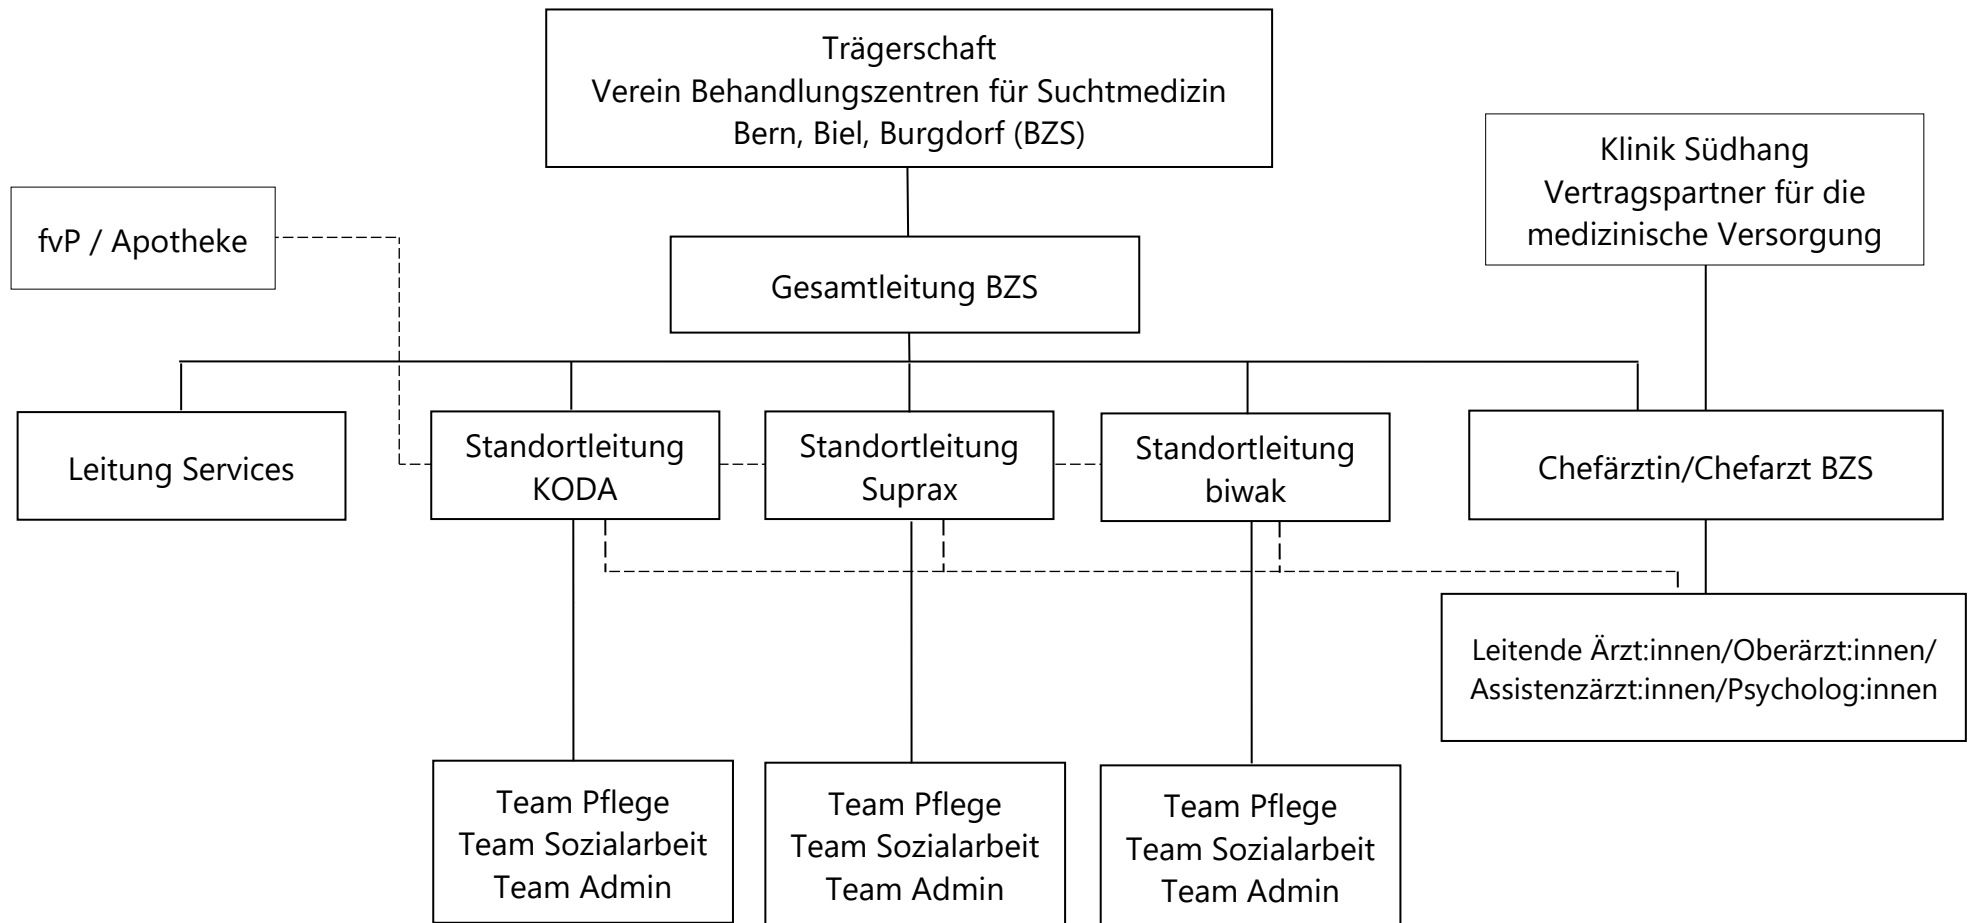 Trägerschaft
Verein Behandlungszentren für Suchtmedizin
Bern, Biel, Burgdorf (BZS)
Klinik Südhang
Vertragspartner für die
medizinische Versorgung
fvP / Apotheke
Gesamtleitung BZS
Leitung Services
Standortleitung
KODA
Standortleitung
Suprax
Standortleitung
biwak
Chefärztin/Chefarzt BZS
Leitende Ärzt:innen/Oberärzt:innen/
Assistenzärzt:innen/Psycholog:innen
Team Pflege
Team Sozialarbeit
Team Admin
Team Pflege
Team Sozialarbeit
Team Admin
Team Pflege
Team Sozialarbeit
Team Admin